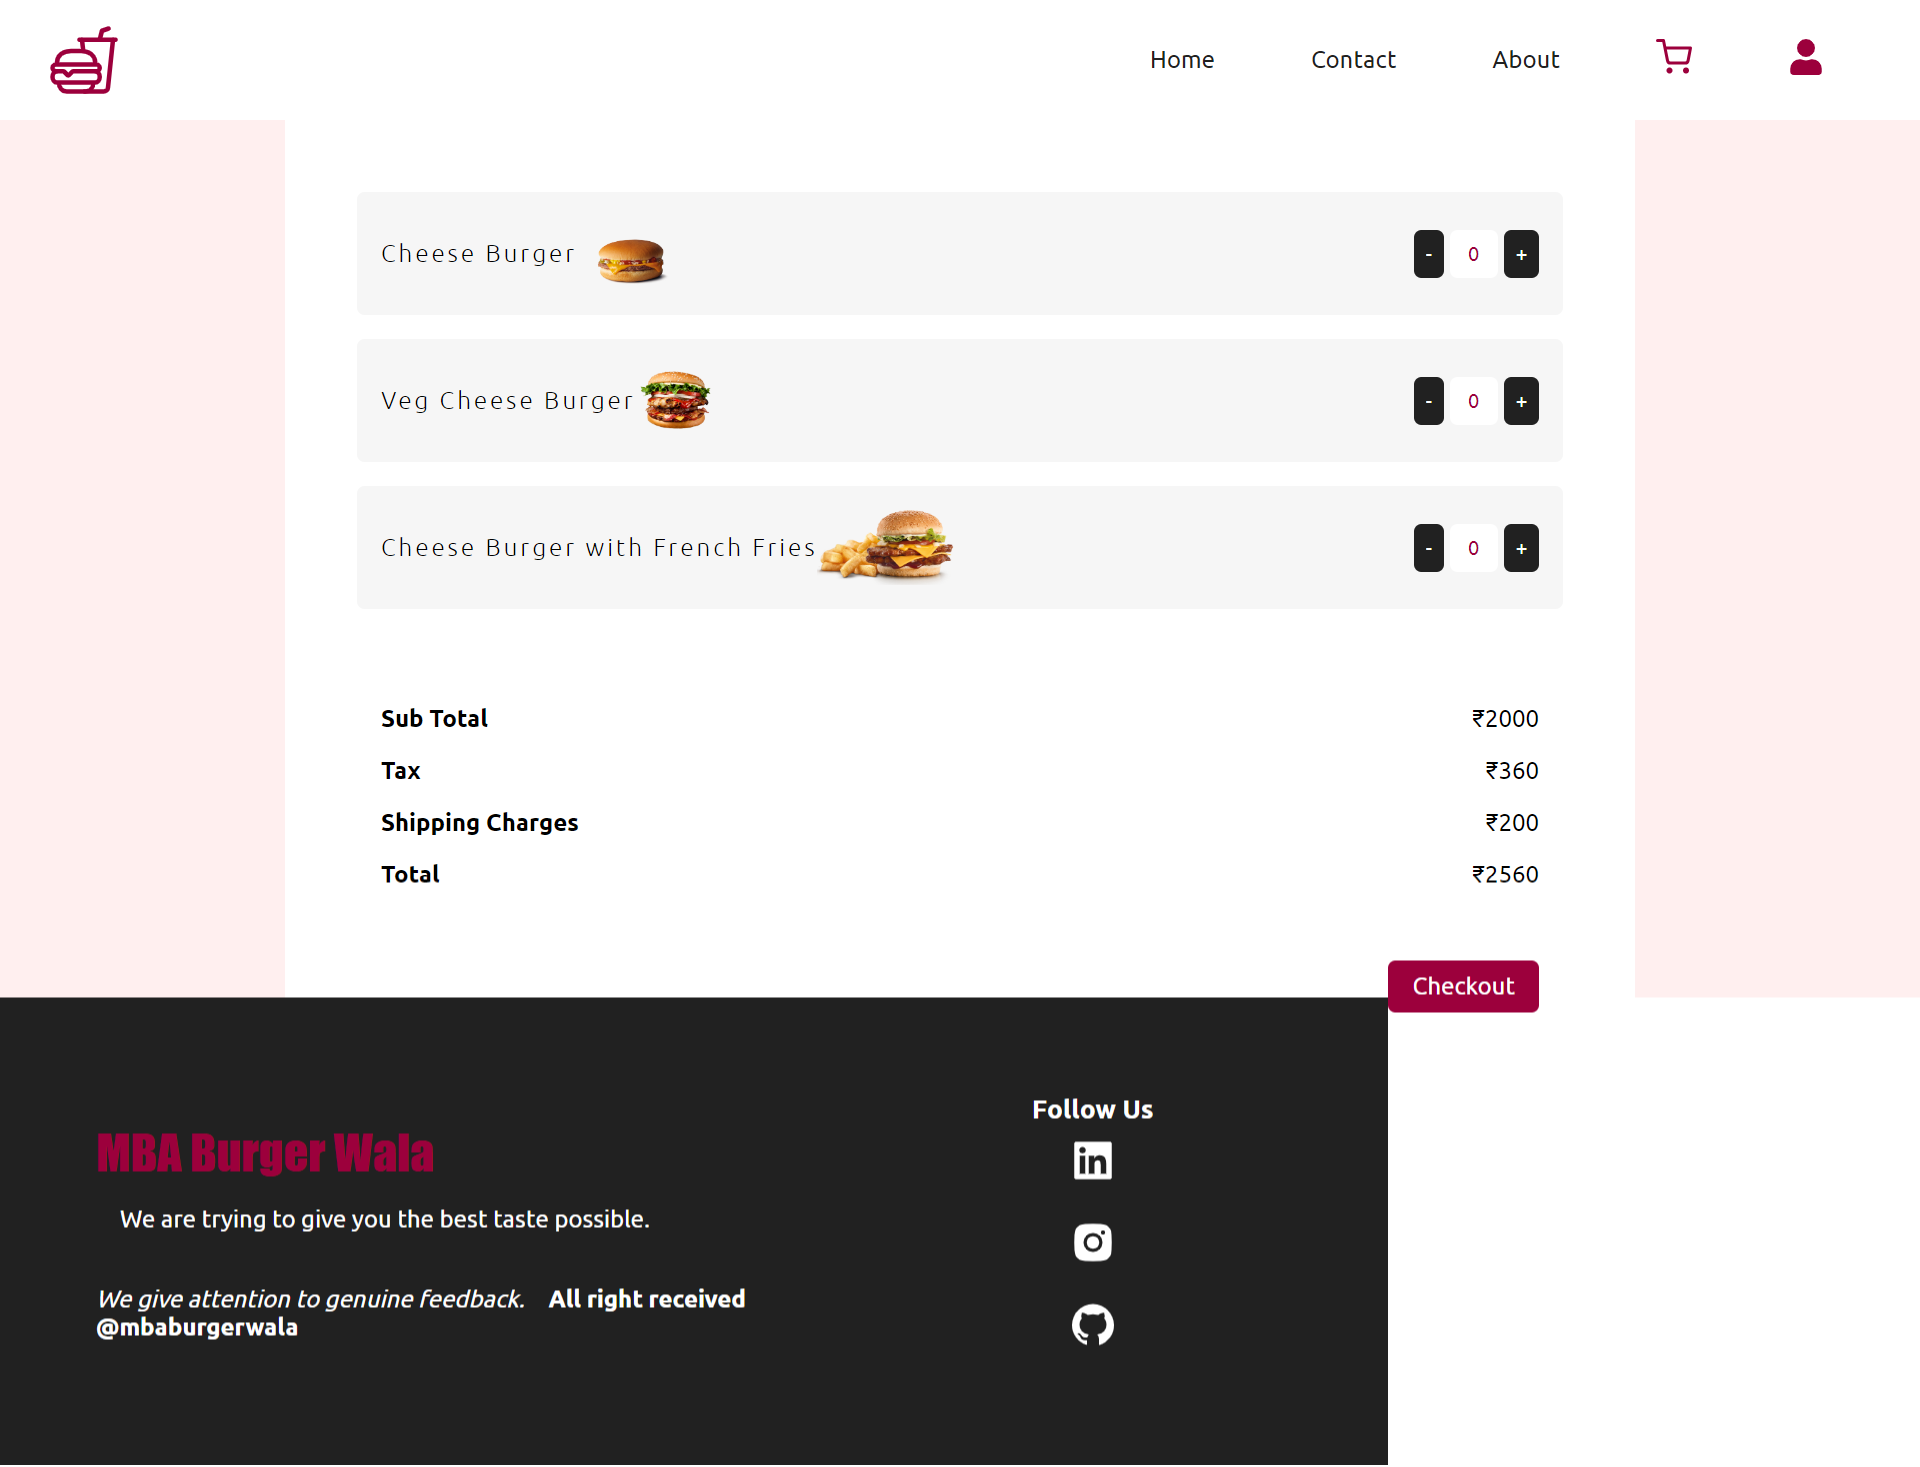 Home Contact About
Cheese Burger - 0 +
Veg Cheese Burger - 0 +
Cheese Burger with French Fries - 0 +
Sub Total ₹2000
Tax ₹360
Shipping Charges ₹200
Total ₹2560
Checkout
MBA Burger Wala
We are trying to give you the best taste possible.
We give attention to genuine feedback. All right received
@mbaburgerwala
Follow Us
in